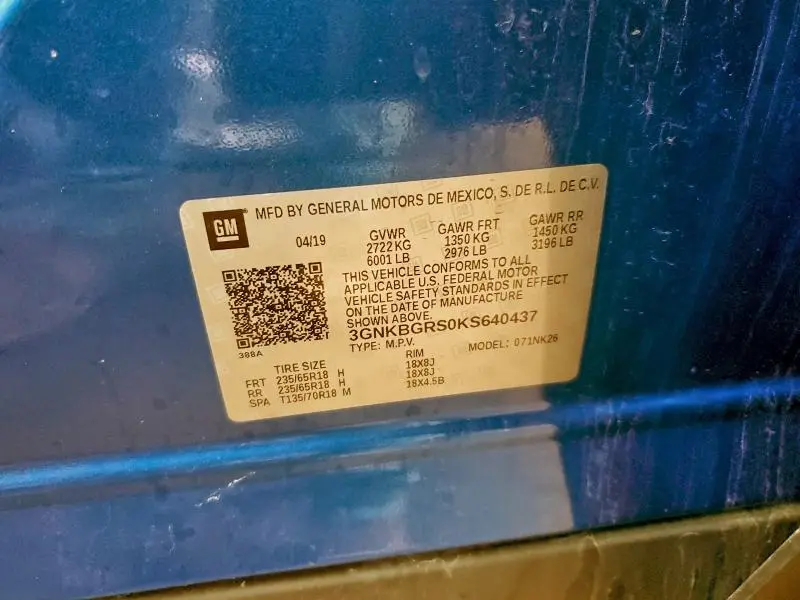 GM
MFD BY GENERAL MOTORS DE MEXICO, S. DE R.L. DE C.V.
04/19
GVWR GAWR FRT GAWR RR
2722 KG 1350 KG 1450 KG
6001 LB 2976 LB 3196 LB
THIS VEHICLE CONFORMS TO ALL
APPLICABLE U.S. FEDERAL MOTOR
VEHICLE SAFETY STANDARDS IN EFFECT
ON THE DATE OF MANUFACTURE
SHOWN ABOVE.
3GNKBGRS0KS640437
388A
TYPE: M.P.V. MODEL: 071NK26
TIRE SIZE RIM
FRT 235/65R18 H 18X8J
RR 235/65R18 H 18X8J
SPA T135/70R18 M 18X4.5B